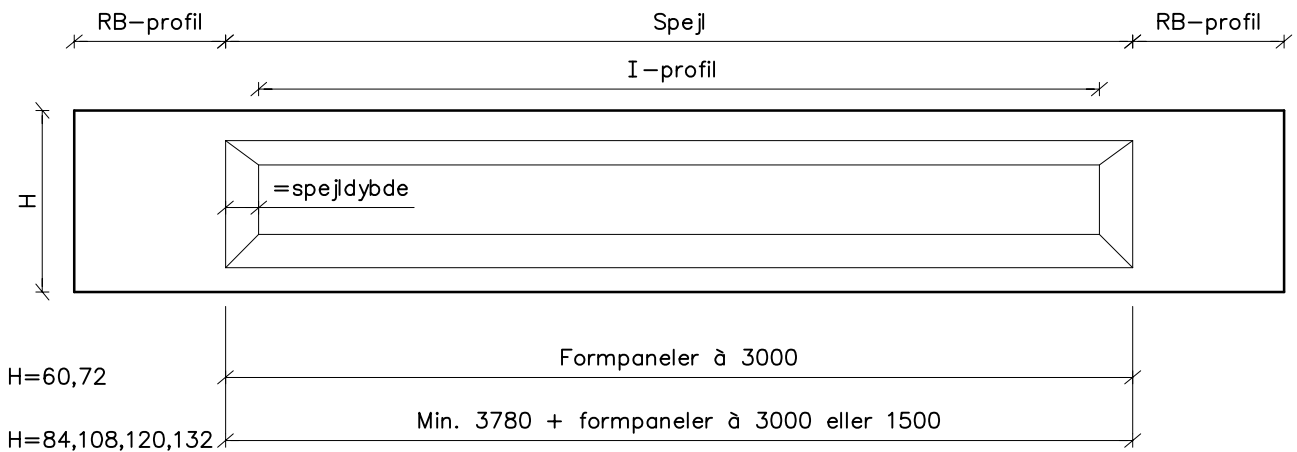 RB-profil Spejl RB-profil
I-profil
=spejldybde
H
Formpaneler à 3000
H=60,72
Min. 3780 + formpaneler à 3000 eller 1500
H=84,108,120,132